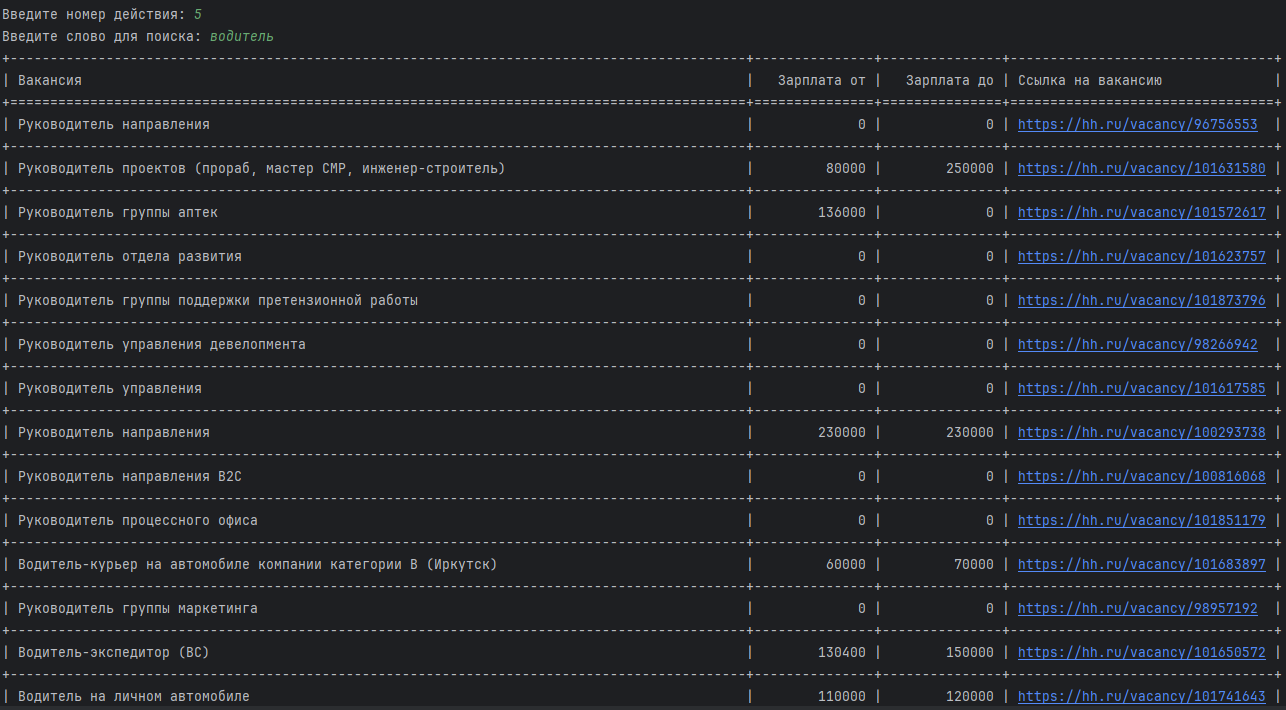 Введите номер действия: 5
Введите слово для поиска: водитель
Вакансия | Зарплата от | Зарплата до | Ссылка на вакансию
Руководитель направления | 0 | 0 | https://hh.ru/vacancy/96756553
Руководитель проектов (прораб, мастер СМР, инженер-строитель) | 80000 | 250000 | https://hh.ru/vacancy/101631580
Руководитель группы аптек | 136000 | 0 | https://hh.ru/vacancy/101572617
Руководитель отдела развития | 0 | 0 | https://hh.ru/vacancy/101623757
Руководитель группы поддержки претензионной работы | 0 | 0 | https://hh.ru/vacancy/101873796
Руководитель управления девелопмента | 0 | 0 | https://hh.ru/vacancy/98266942
Руководитель управления | 0 | 0 | https://hh.ru/vacancy/101617585
Руководитель направления | 230000 | 230000 | https://hh.ru/vacancy/100293738
Руководитель направления B2C | 0 | 0 | https://hh.ru/vacancy/100816068
Руководитель процессного офиса | 0 | 0 | https://hh.ru/vacancy/101851179
Водитель-курьер на автомобиле компании категории В (Иркутск) | 60000 | 70000 | https://hh.ru/vacancy/101683897
Руководитель группы маркетинга | 0 | 0 | https://hh.ru/vacancy/98957192
Водитель-экспедитор (ВС) | 130400 | 150000 | https://hh.ru/vacancy/101650572
Водитель на личном автомобиле | 110000 | 120000 | https://hh.ru/vacancy/101741643